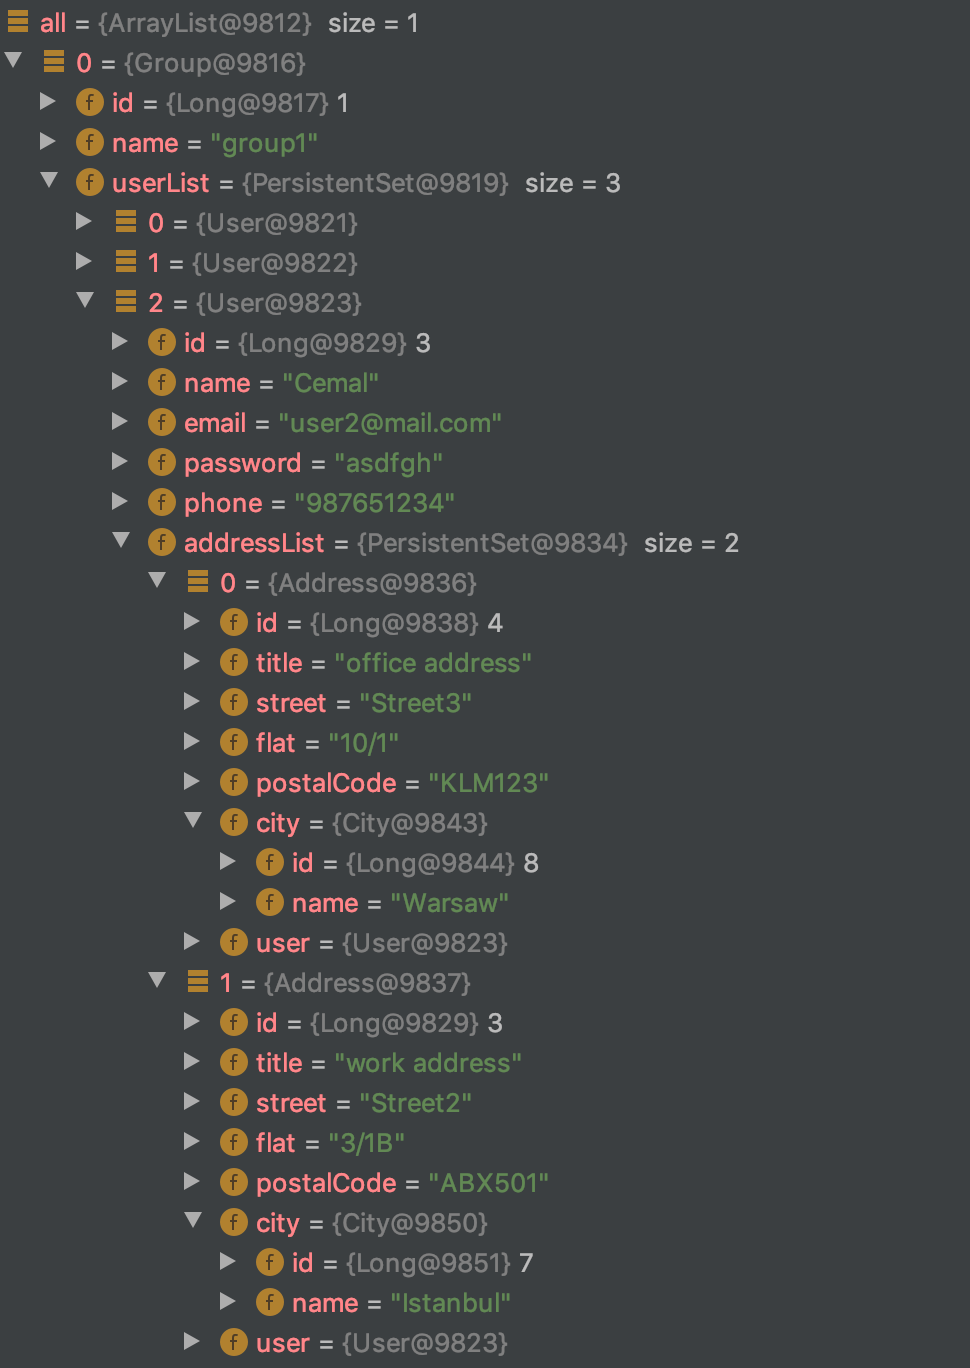 all = {ArrayList@9812} size = 1
0 = {Group@9816}
f id = {Long@9817} 1
f name = "group1"
f userList = {PersistentSet@9819} size = 3
0 = {User@9821}
1 = {User@9822}
2 = {User@9823}
f id = {Long@9829} 3
f name = "Cemal"
f email = "user2@mail.com"
f password = "asdfgh"
f phone = "987651234"
f addressList = {PersistentSet@9834} size = 2
0 = {Address@9836}
f id = {Long@9838} 4
f title = "office address"
f street = "Street3"
f flat = "10/1"
f postalCode = "KLM123"
f city = {City@9843}
f id = {Long@9844} 8
f name = "Warsaw"
f user = {User@9823}
1 = {Address@9837}
f id = {Long@9829} 3
f title = "work address"
f street = "Street2"
f flat = "3/1B"
f postalCode = "ABX501"
f city = {City@9850}
f id = {Long@9851} 7
f name = "Istanbul"
f user = {User@9823}